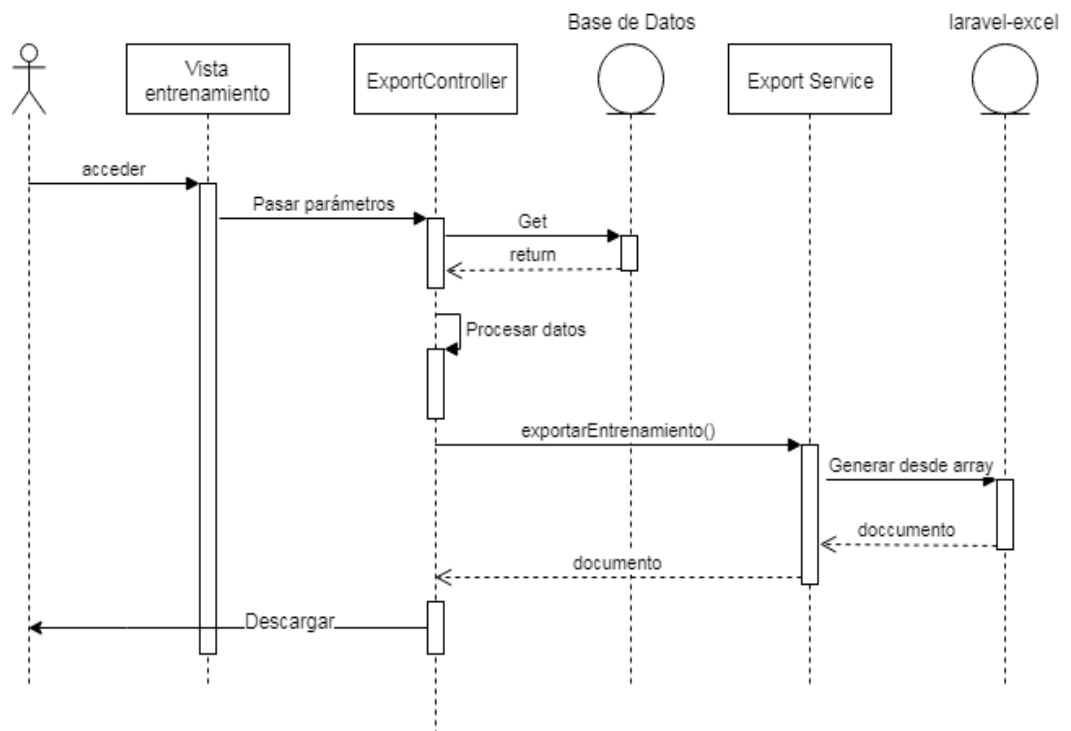 Base de Datos
laravel-excel
Vista
entrenamiento
ExportController
Export Service
acceder
Pasar parámetros
Get
return
Procesar datos
exportarEntrenamiento()
Generar desde array
doccumento
documento
Descargar